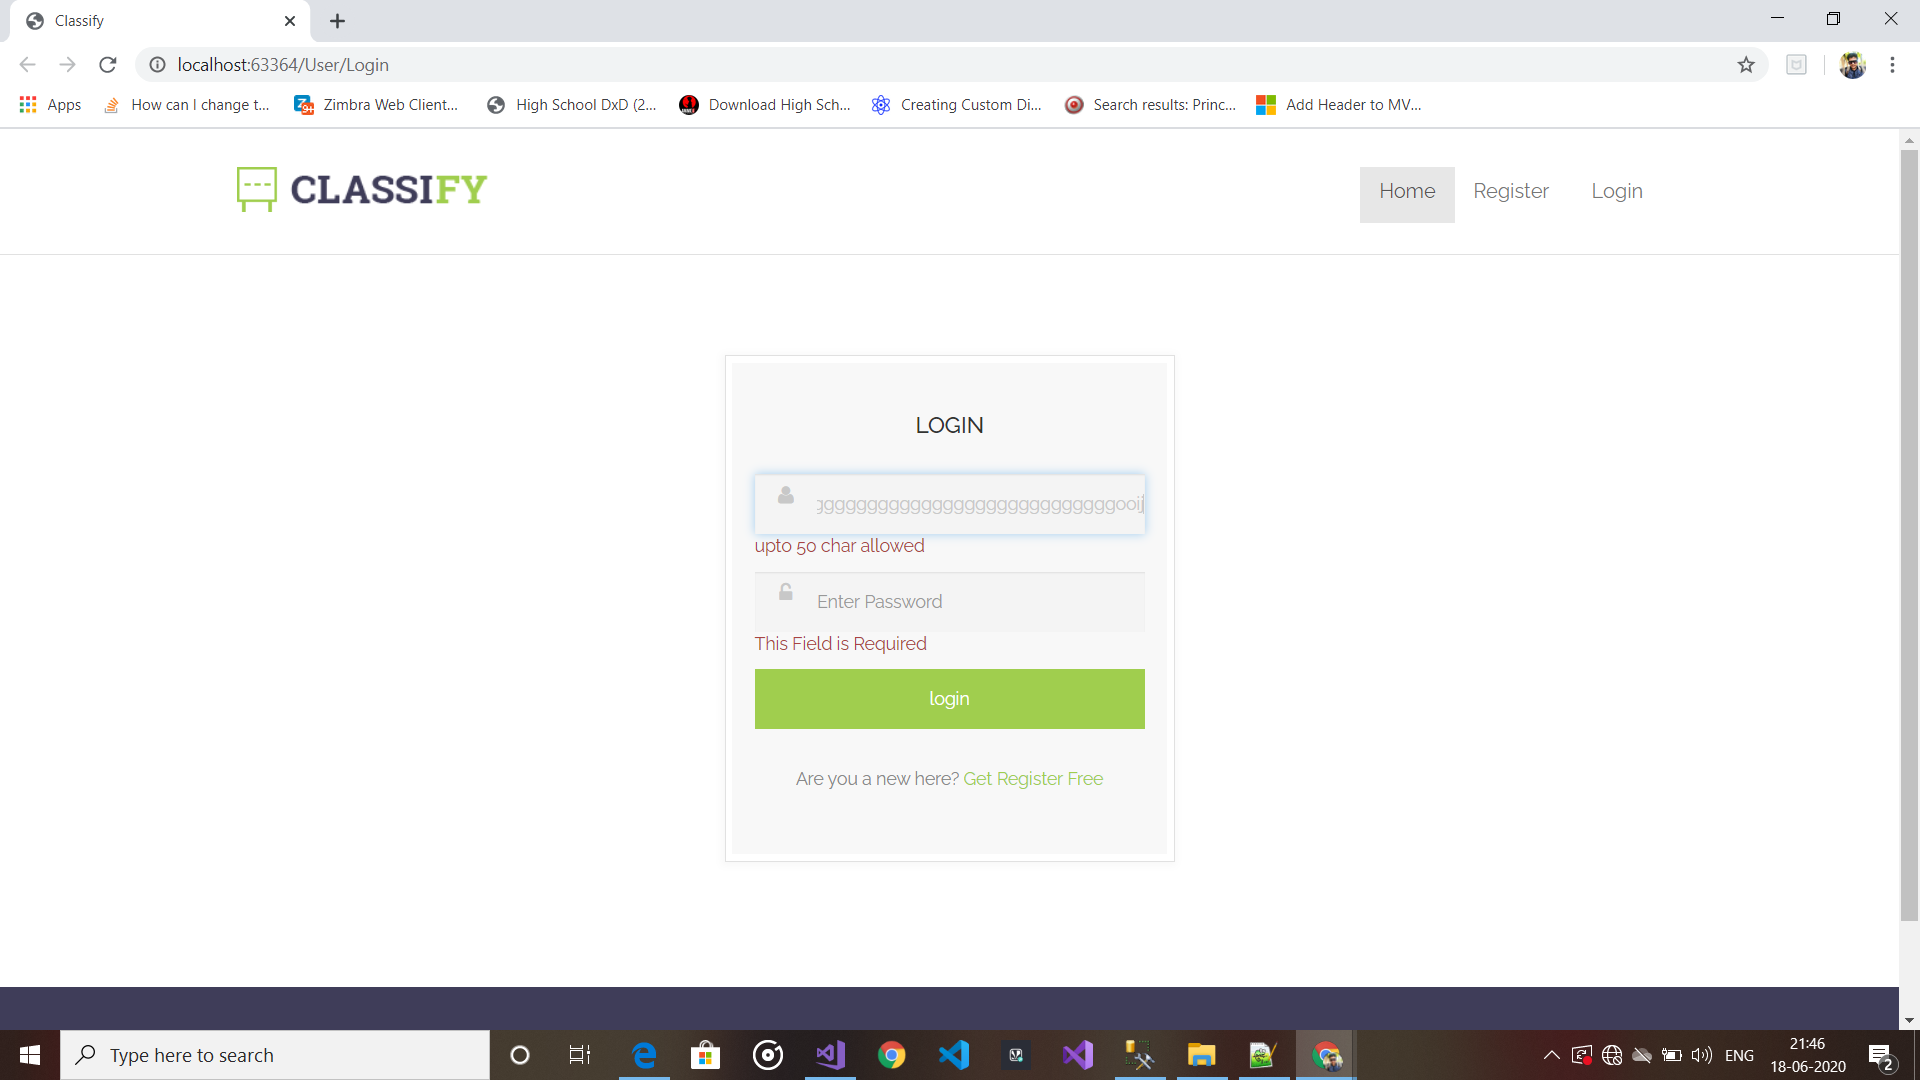 Classify
localhost:63364/User/Login
Apps
How can I change t...
Zimbra Web Client...
High School DxD (2...
Download High Sch...
Creating Custom Di...
Search results: Princ...
Add Header to MV...
CLASSIFY
Home
Register
Login
LOGIN
upto 50 char allowed
Enter Password
This Field is Required
login
Are you a new here? Get Register Free
Type here to search
ENG
21:46
18-06-2020
2